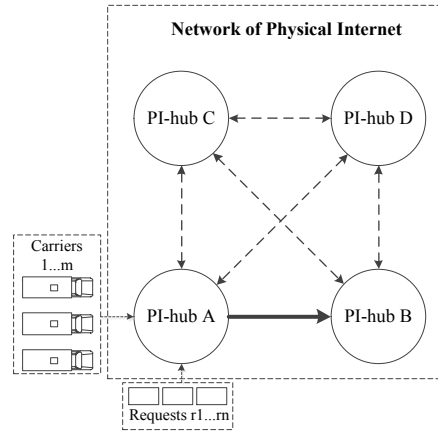 Network of Physical Internet
PI-hub C
PI-hub D
Carriers
1...m
PI-hub A
PI-hub B
Requests r1...rn